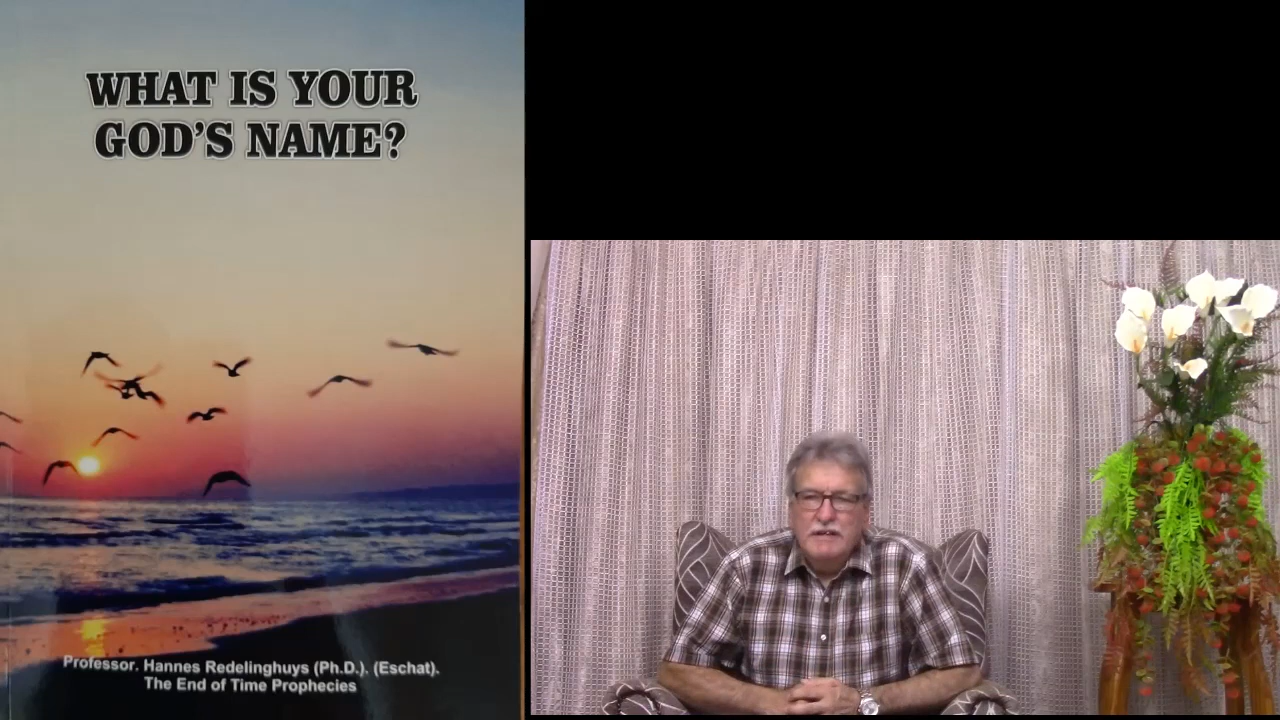 WHAT IS YOUR
GOD'S NAME?
Professor. Hannes Redelinghuys (Ph.D.). (Eschat).
The End of Time Prophecies